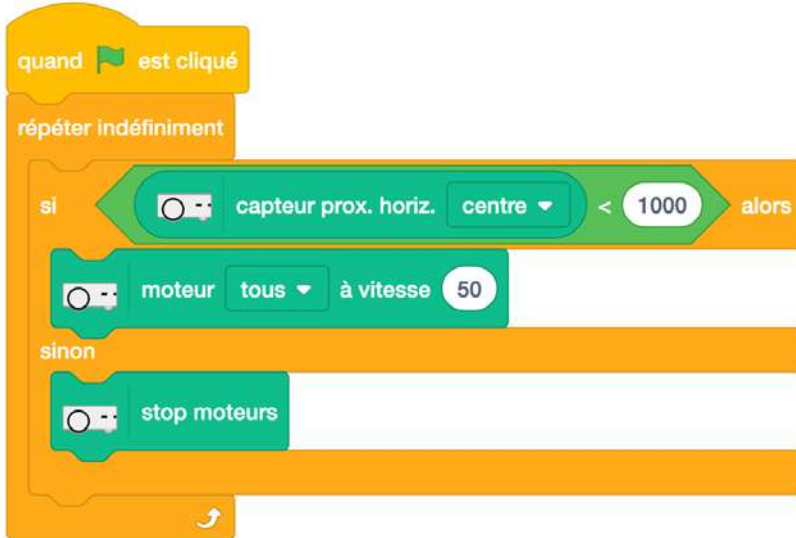 quand est cliqué
répéter indéfiniment
si capteur prox. horiz. centre < 1000 alors
moteur tous à vitesse 50
sinon
stop moteurs